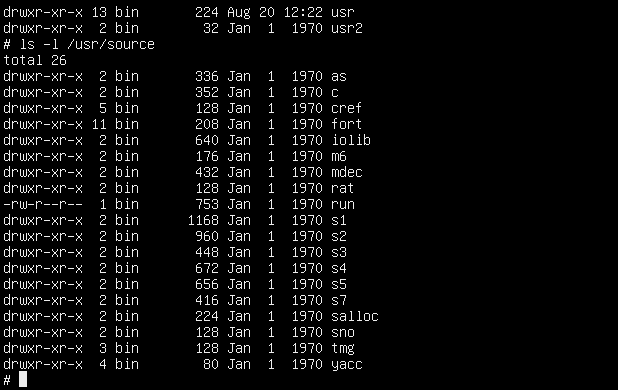 drwxr-xr-x 13 bin       224 Aug 20 12:22 usr
drwxr-xr-x  2 bin        32 Jan  1  1970 usr2
# ls -l /usr/source
total 26
drwxr-xr-x  2 bin       336 Jan  1  1970 as
drwxr-xr-x  2 bin       352 Jan  1  1970 c
drwxr-xr-x  5 bin       128 Jan  1  1970 cref
drwxr-xr-x 11 bin       208 Jan  1  1970 fort
drwxr-xr-x  2 bin       640 Jan  1  1970 iolib
drwxr-xr-x  2 bin       176 Jan  1  1970 m6
drwxr-xr-x  2 bin       432 Jan  1  1970 mdec
drwxr-xr-x  2 bin       128 Jan  1  1970 rat
-rw-r--r--  1 bin       753 Jan  1  1970 run
drwxr-xr-x  2 bin      1168 Jan  1  1970 s1
drwxr-xr-x  2 bin       960 Jan  1  1970 s2
drwxr-xr-x  2 bin       448 Jan  1  1970 s3
drwxr-xr-x  2 bin       672 Jan  1  1970 s4
drwxr-xr-x  2 bin       656 Jan  1  1970 s5
drwxr-xr-x  2 bin       416 Jan  1  1970 s7
drwxr-xr-x  2 bin       224 Jan  1  1970 salloc
drwxr-xr-x  2 bin       128 Jan  1  1970 sno
drwxr-xr-x  3 bin       128 Jan  1  1970 tmg
drwxr-xr-x  4 bin        80 Jan  1  1970 yacc
#